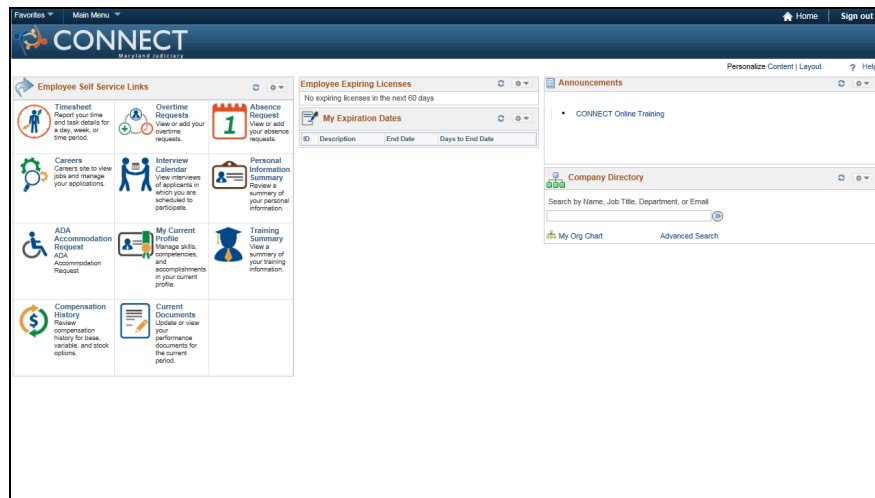 Favorites Main Menu Home Sign out
CONNECT
Maryland Judiciary
Personalize Content | Layout ? Help
Employee Self Service Links
Timesheet
Report your time
and task details for
a day, week, or
time period.
Overtime
Requests
View or add your
overtime
requests.
Absence
Request
View or add
your absence
requests.
1
Careers
Careers site to view
jobs and manage
your applications.
Interview
Calendar
View interviews
of applicants in
which you are
scheduled to
participate.
Personal
Information
Summary
Review a
summary of
your personal
information.
ADA
Accommodation
Request
ADA
Accommodation
Request
My Current
Profile
Manage skills,
competencies,
and
accomplishments
in your current
profile.
Training
Summary
View a
summary of
your training
information.
Compensation
History
Review
compensation
history for base,
variable, and stock
options.
$
Current
Documents
Update or view
your
performance
documents for
the current
period.
Employee Expiring Licenses
No expiring licenses in the next 60 days
My Expiration Dates
ID Description End Date Days to End Date
Announcements
• CONNECT Online Training
Company Directory
Search by Name, Job Title, Department, or Email
My Org Chart Advanced Search